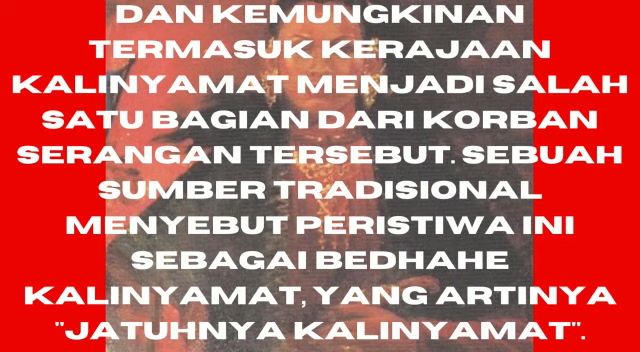 DAN KEMUNGKINAN
TERMASUK KERAJAAN
KALINYAMAT MENJADI SALAH
SATU BAGIAN DARI KORBAN
SERANGAN TERSEBUT. SEBUAH
SUMBER TRADISIONAL
MENYEBUT PERISTIWA INI
SEBAGAI BEDHAHE
KALINYAMAT, YANG ARTINYA
"JATUHNYA KALINYAMAT".